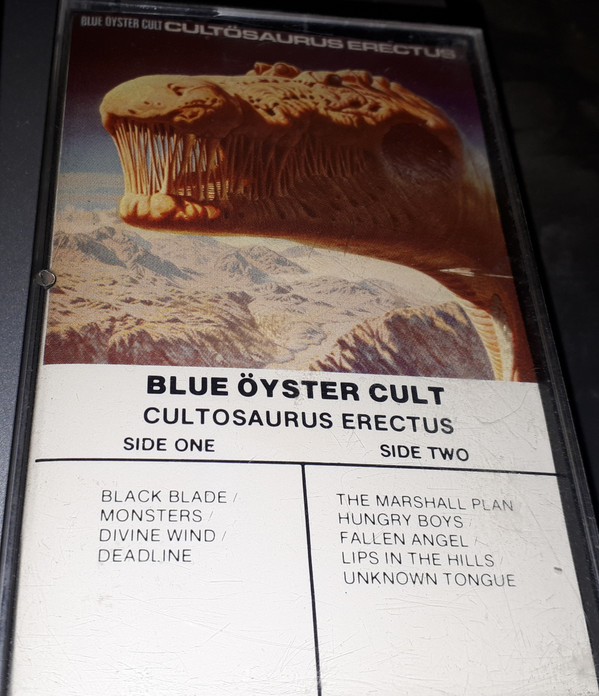 BLUE ÖYSTER CULT CULTÖSAURUS ERECTUS
BLUE ÖYSTER CULT
CULTOSAURUS ERECTUS
SIDE ONE
BLACK BLADE /
MONSTERS /
DIVINE WIND /
DEADLINE
SIDE TWO
THE MARSHALL PLAN /
HUNGRY BOYS /
FALLEN ANGEL /
LIPS IN THE HILLS /
UNKNOWN TONGUE